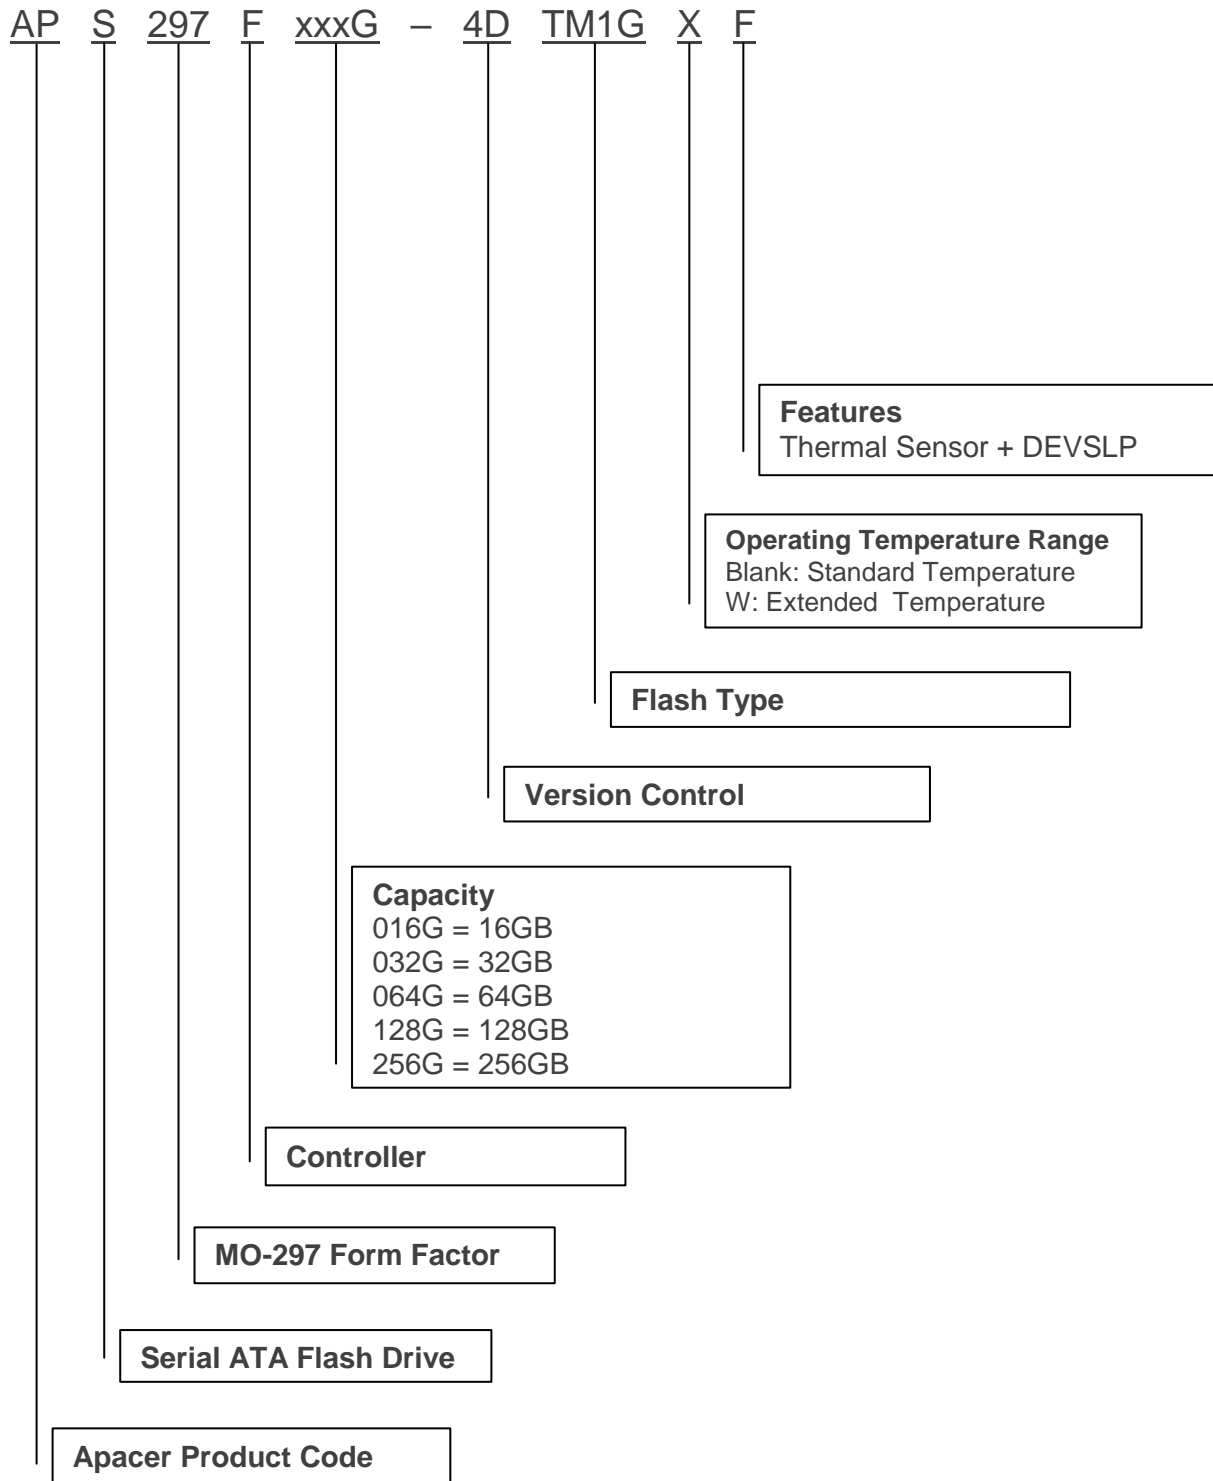 AP S 297 F xxxG – 4D TM1G X F
Features
Thermal Sensor + DEVSLP
Operating Temperature Range
Blank: Standard Temperature
W: Extended Temperature
Flash Type
Version Control
Capacity
016G = 16GB
032G = 32GB
064G = 64GB
128G = 128GB
256G = 256GB
Controller
MO-297 Form Factor
Serial ATA Flash Drive
Apacer Product Code